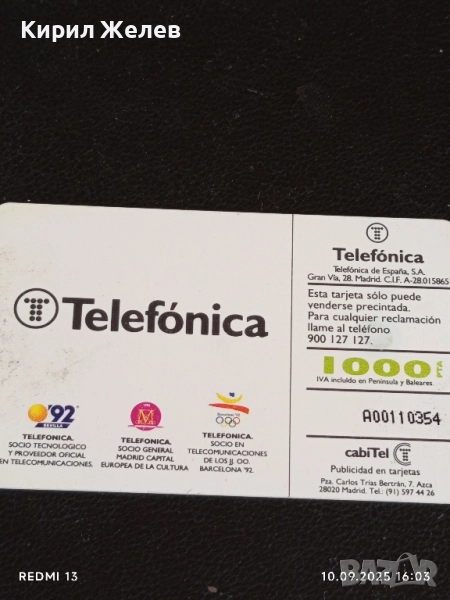 Кирил Желев
Telefónica
Telefónica
Telefónica de España, S.A.
Gran Vía, 28. Madrid. C.I.F. A-28.015865
Esta tarjeta sólo puede
venderse precintada.
Para cualquier reclamación
llame al teléfono
900 127 127.
1000 PTA
IVA incluido en Península y Baleares
A00110354
cabiTel
Publicidad en tarjetas
Pza. Carlos Trías Bertrán, 7. Azca
28020 Madrid. Tel.: (91) 597 44 26
'92
SEVILLA
TELEFONICA.
SOCIO TECNOLOGICO
Y PROVEEDOR OFICIAL
EN TELECOMUNICACIONES.
M
TELEFONICA.
SOCIO GENERAL
MADRID CAPITAL
EUROPEA DE LA CULTURA
Barcelona '92
TELEFONICA.
SOCIO EN
TELECOMUNICACIONES
DE LOS JJ. OO.
BARCELONA '92.
BAZAR
REDMI 13
10.09.2025 16:03